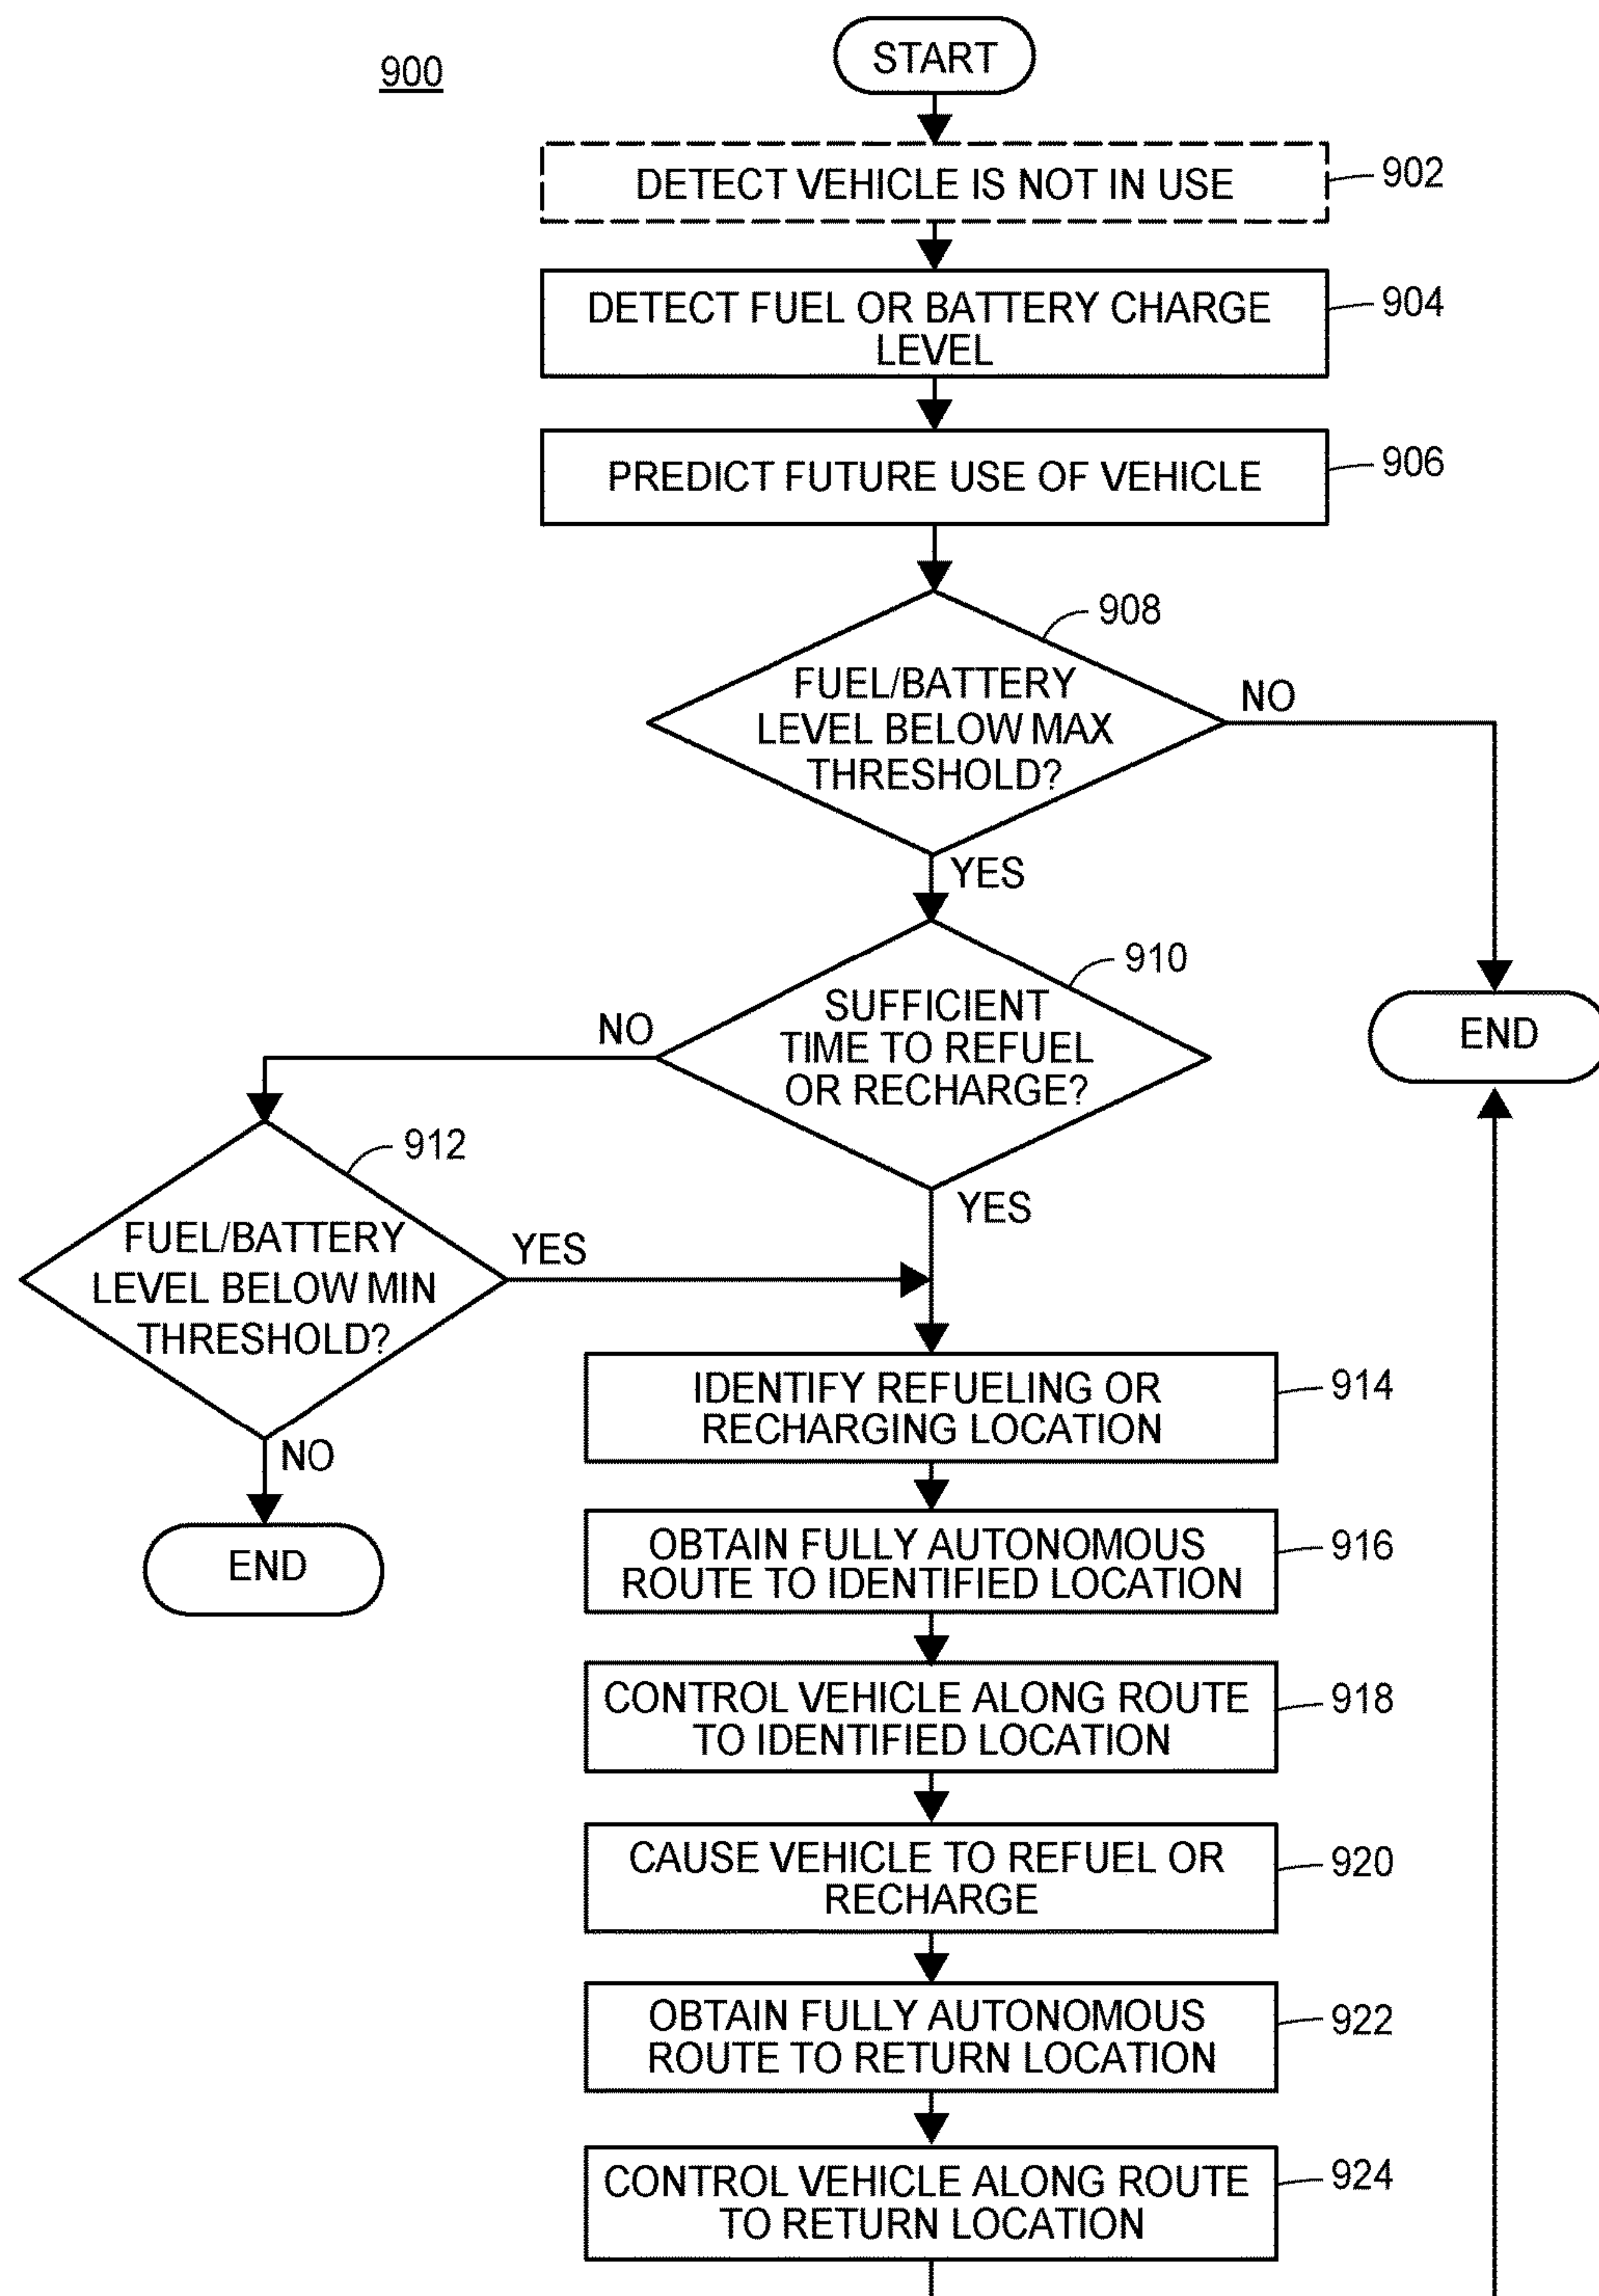 900
START
DETECT VEHICLE IS NOT IN USE
902
DETECT FUEL OR BATTERY CHARGE
LEVEL
904
PREDICT FUTURE USE OF VEHICLE
906
908
FUEL/BATTERY
LEVEL BELOW MAX
THRESHOLD?
NO
YES
910
SUFFICIENT
TIME TO REFUEL
OR RECHARGE?
NO
YES
END
912
FUEL/BATTERY
LEVEL BELOW MIN
THRESHOLD?
YES
NO
END
IDENTIFY REFUELING OR
RECHARGING LOCATION
914
OBTAIN FULLY AUTONOMOUS
ROUTE TO IDENTIFIED LOCATION
916
CONTROL VEHICLE ALONG ROUTE
TO IDENTIFIED LOCATION
918
CAUSE VEHICLE TO REFUEL OR
RECHARGE
920
OBTAIN FULLY AUTONOMOUS
ROUTE TO RETURN LOCATION
922
CONTROL VEHICLE ALONG ROUTE
TO RETURN LOCATION
924